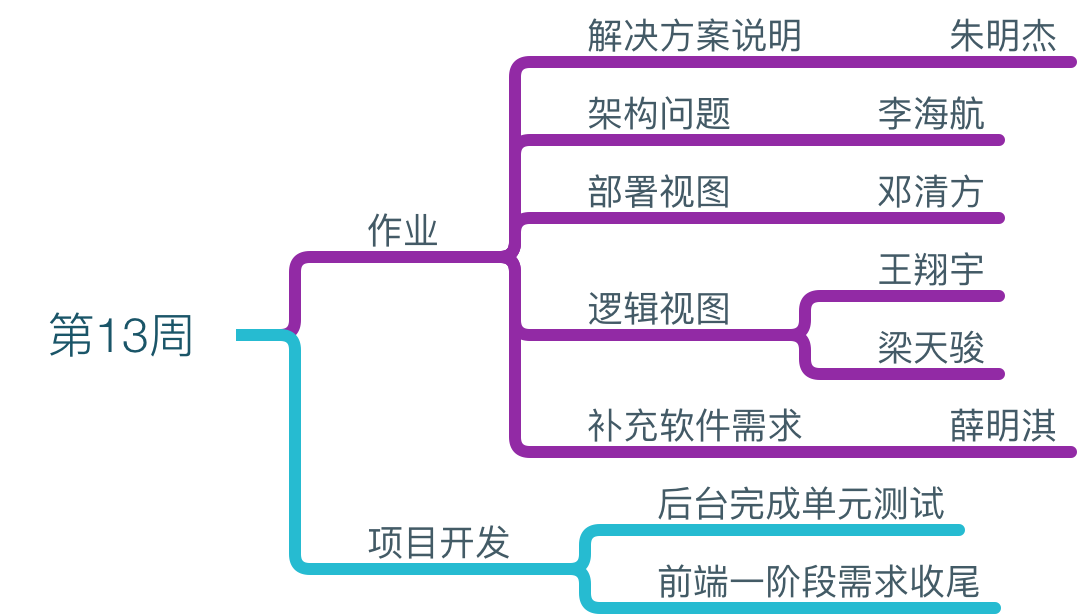 第13周
作业
解决方案说明 朱明杰
架构问题 李海航
部署视图 邓清方
逻辑视图
王翔宇
梁天骏
补充软件需求 薛明淇
项目开发
后台完成单元测试
前端一阶段需求收尾